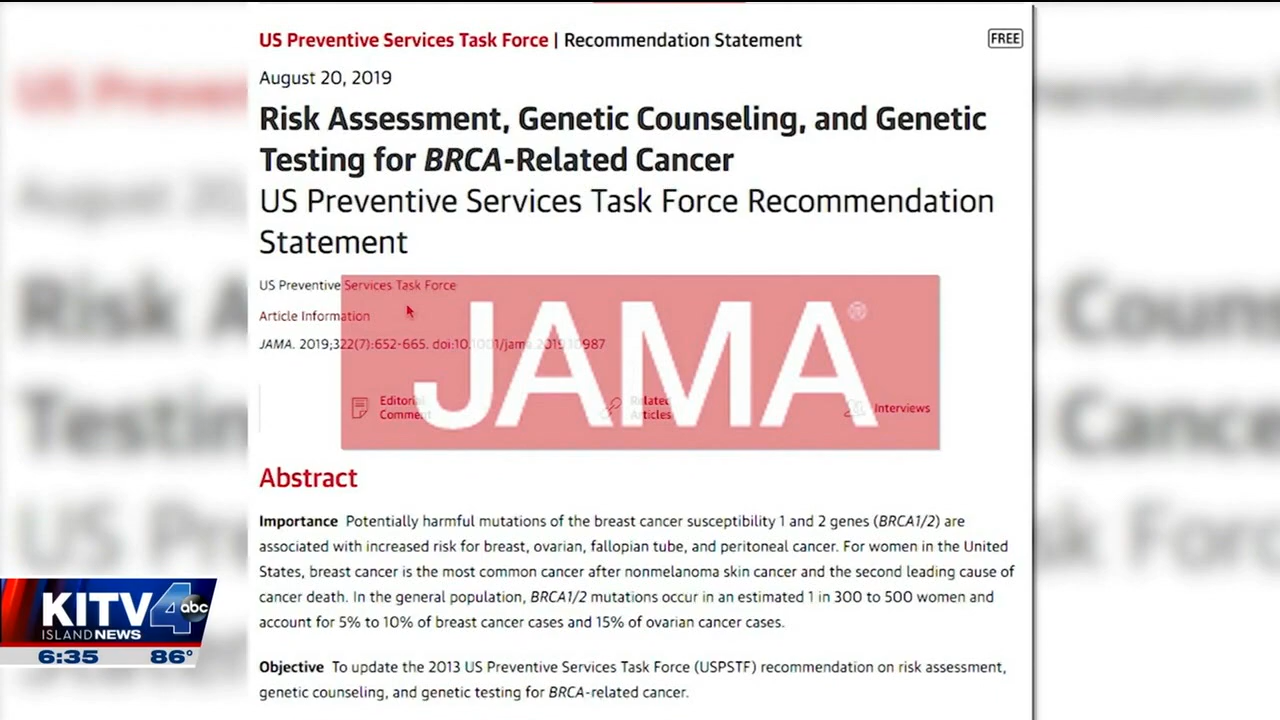 US Preventive Services Task Force | Recommendation Statement
FREE
August 20, 2019
Risk Assessment, Genetic Counseling, and Genetic
Testing for BRCA-Related Cancer
US Preventive Services Task Force Recommendation
Statement
US Preventive Services Task Force
Article Information
JAMA. 2019;322(7):652-665. doi:10.1001/jama.2019.10987
JAMA®
Editorial
Comment
Related
Articles
Interviews
Abstract
Importance Potentially harmful mutations of the breast cancer susceptibility 1 and 2 genes (BRCA1/2) are
associated with increased risk for breast, ovarian, fallopian tube, and peritoneal cancer. For women in the United
States, breast cancer is the most common cancer after nonmelanoma skin cancer and the second leading cause of
cancer death. In the general population, BRCA1/2 mutations occur in an estimated 1 in 300 to 500 women and
account for 5% to 10% of breast cancer cases and 15% of ovarian cancer cases.
Objective To update the 2013 US Preventive Services Task Force (USPSTF) recommendation on risk assessment,
genetic counseling, and genetic testing for BRCA-related cancer.
KITV4 abc
ISLAND NEWS
6:35 86°